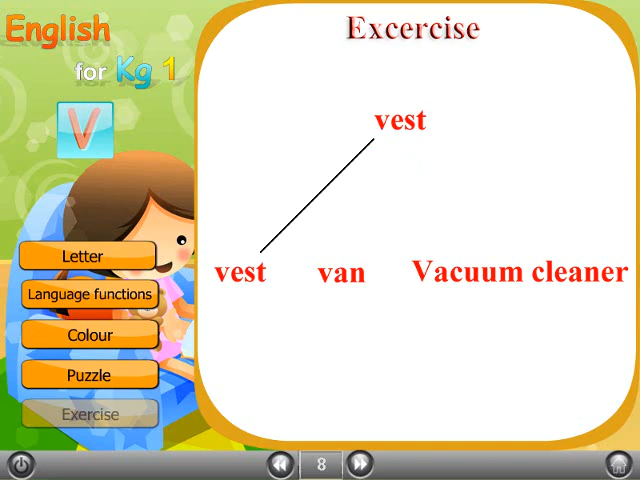 English
for Kg 1
V
Excercise
vest
vest van Vacuum cleaner
Letter
Language functions
Colour
Puzzle
Exercise
8